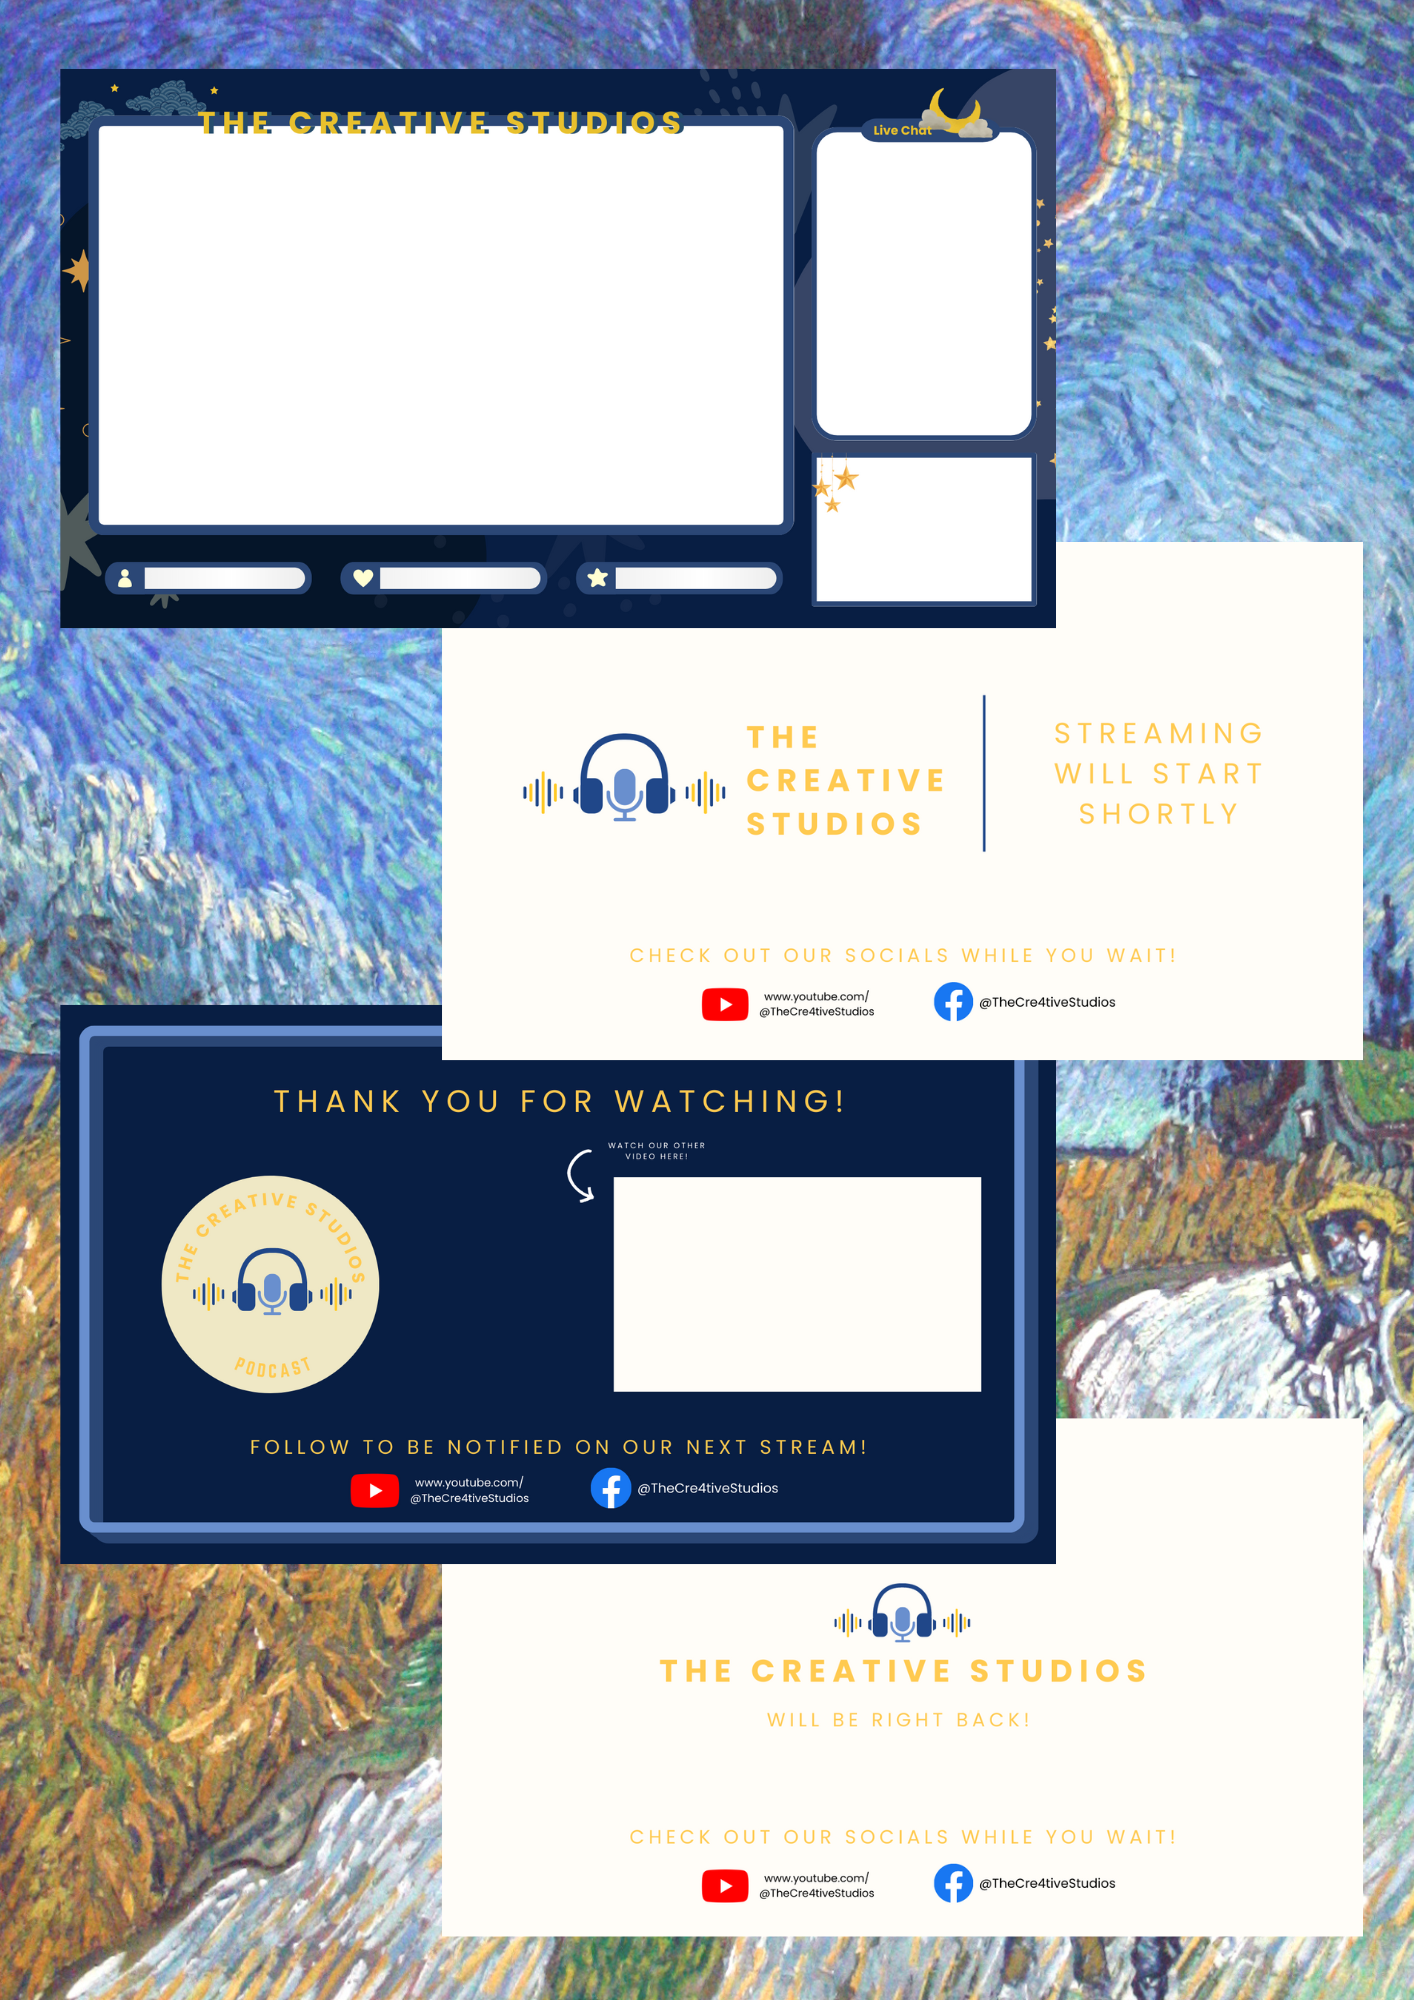 THE CREATIVE STUDIOS
Live Chat
THE
CREATIVE
STUDIOS
STREAMING
WILL START
SHORTLY
CHECK OUT OUR SOCIALS WHILE YOU WAIT!
www.youtube.com/
@TheCre4tiveStudios
@TheCre4tiveStudios
THANK YOU FOR WATCHING!
WATCH OUR OTHER
VIDEO HERE!
THE CREATIVE STUDIOS
PODCAST
FOLLOW TO BE NOTIFIED ON OUR NEXT STREAM!
www.youtube.com/
@TheCre4tiveStudios
@TheCre4tiveStudios
THE CREATIVE STUDIOS
WILL BE RIGHT BACK!
CHECK OUT OUR SOCIALS WHILE YOU WAIT!
www.youtube.com/
@TheCre4tiveStudios
@TheCre4tiveStudios